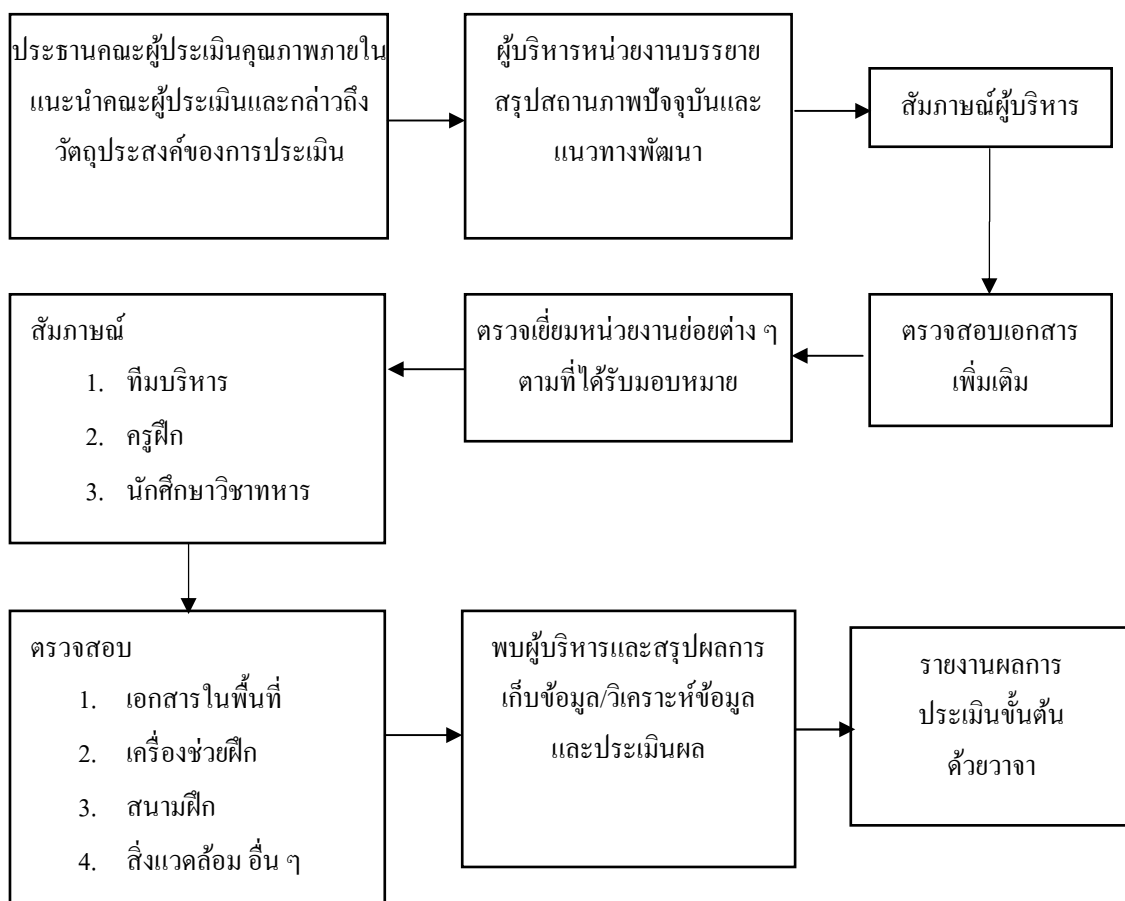 ประธานคณะผู้ประเมินคุณภาพภายใน
แนะนำคณะผู้ประเมินและกล่าวถึง
วัตถุประสงค์ของการประเมิน
ผู้บริหารหน่วยงานบรรยาย
สรุปสถานภาพปัจจุบันและ
แนวทางพัฒนา
สัมภาษณ์ผู้บริหาร
ตรวจสอบเอกสาร
เพิ่มเติม
ตรวจเยี่ยมหน่วยงานย่อยต่าง ๆ
ตามที่ได้รับมอบหมาย
สัมภาษณ์
1. ทีมบริหาร
2. ครูฝึก
3. นักศึกษาวิชาทหาร
ตรวจสอบ
1. เอกสารในพื้นที่
2. เครื่องช่วยฝึก
3. สนามฝึก
4. สิ่งแวดล้อม อื่น ๆ
พบผู้บริหารและสรุปผลการ
เก็บข้อมูล/วิเคราะห์ข้อมูล
และประเมินผล
รายงานผลการ
ประเมินขั้นต้น
ด้วยวาจา